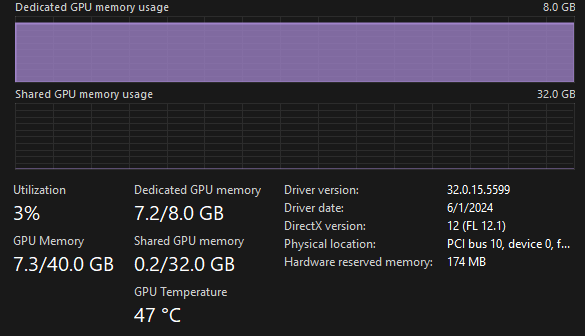 Dedicated GPU memory usage 8.0 GB
Shared GPU memory usage 32.0 GB
Utilization
3%
Dedicated GPU memory
7.2/8.0 GB
GPU Memory
7.3/40.0 GB
Shared GPU memory
0.2/32.0 GB
GPU Temperature
47 °C
Driver version: 32.0.15.5599
Driver date: 6/1/2024
DirectX version: 12 (FL 12.1)
Physical location: PCI bus 10, device 0, f...
Hardware reserved memory: 174 MB